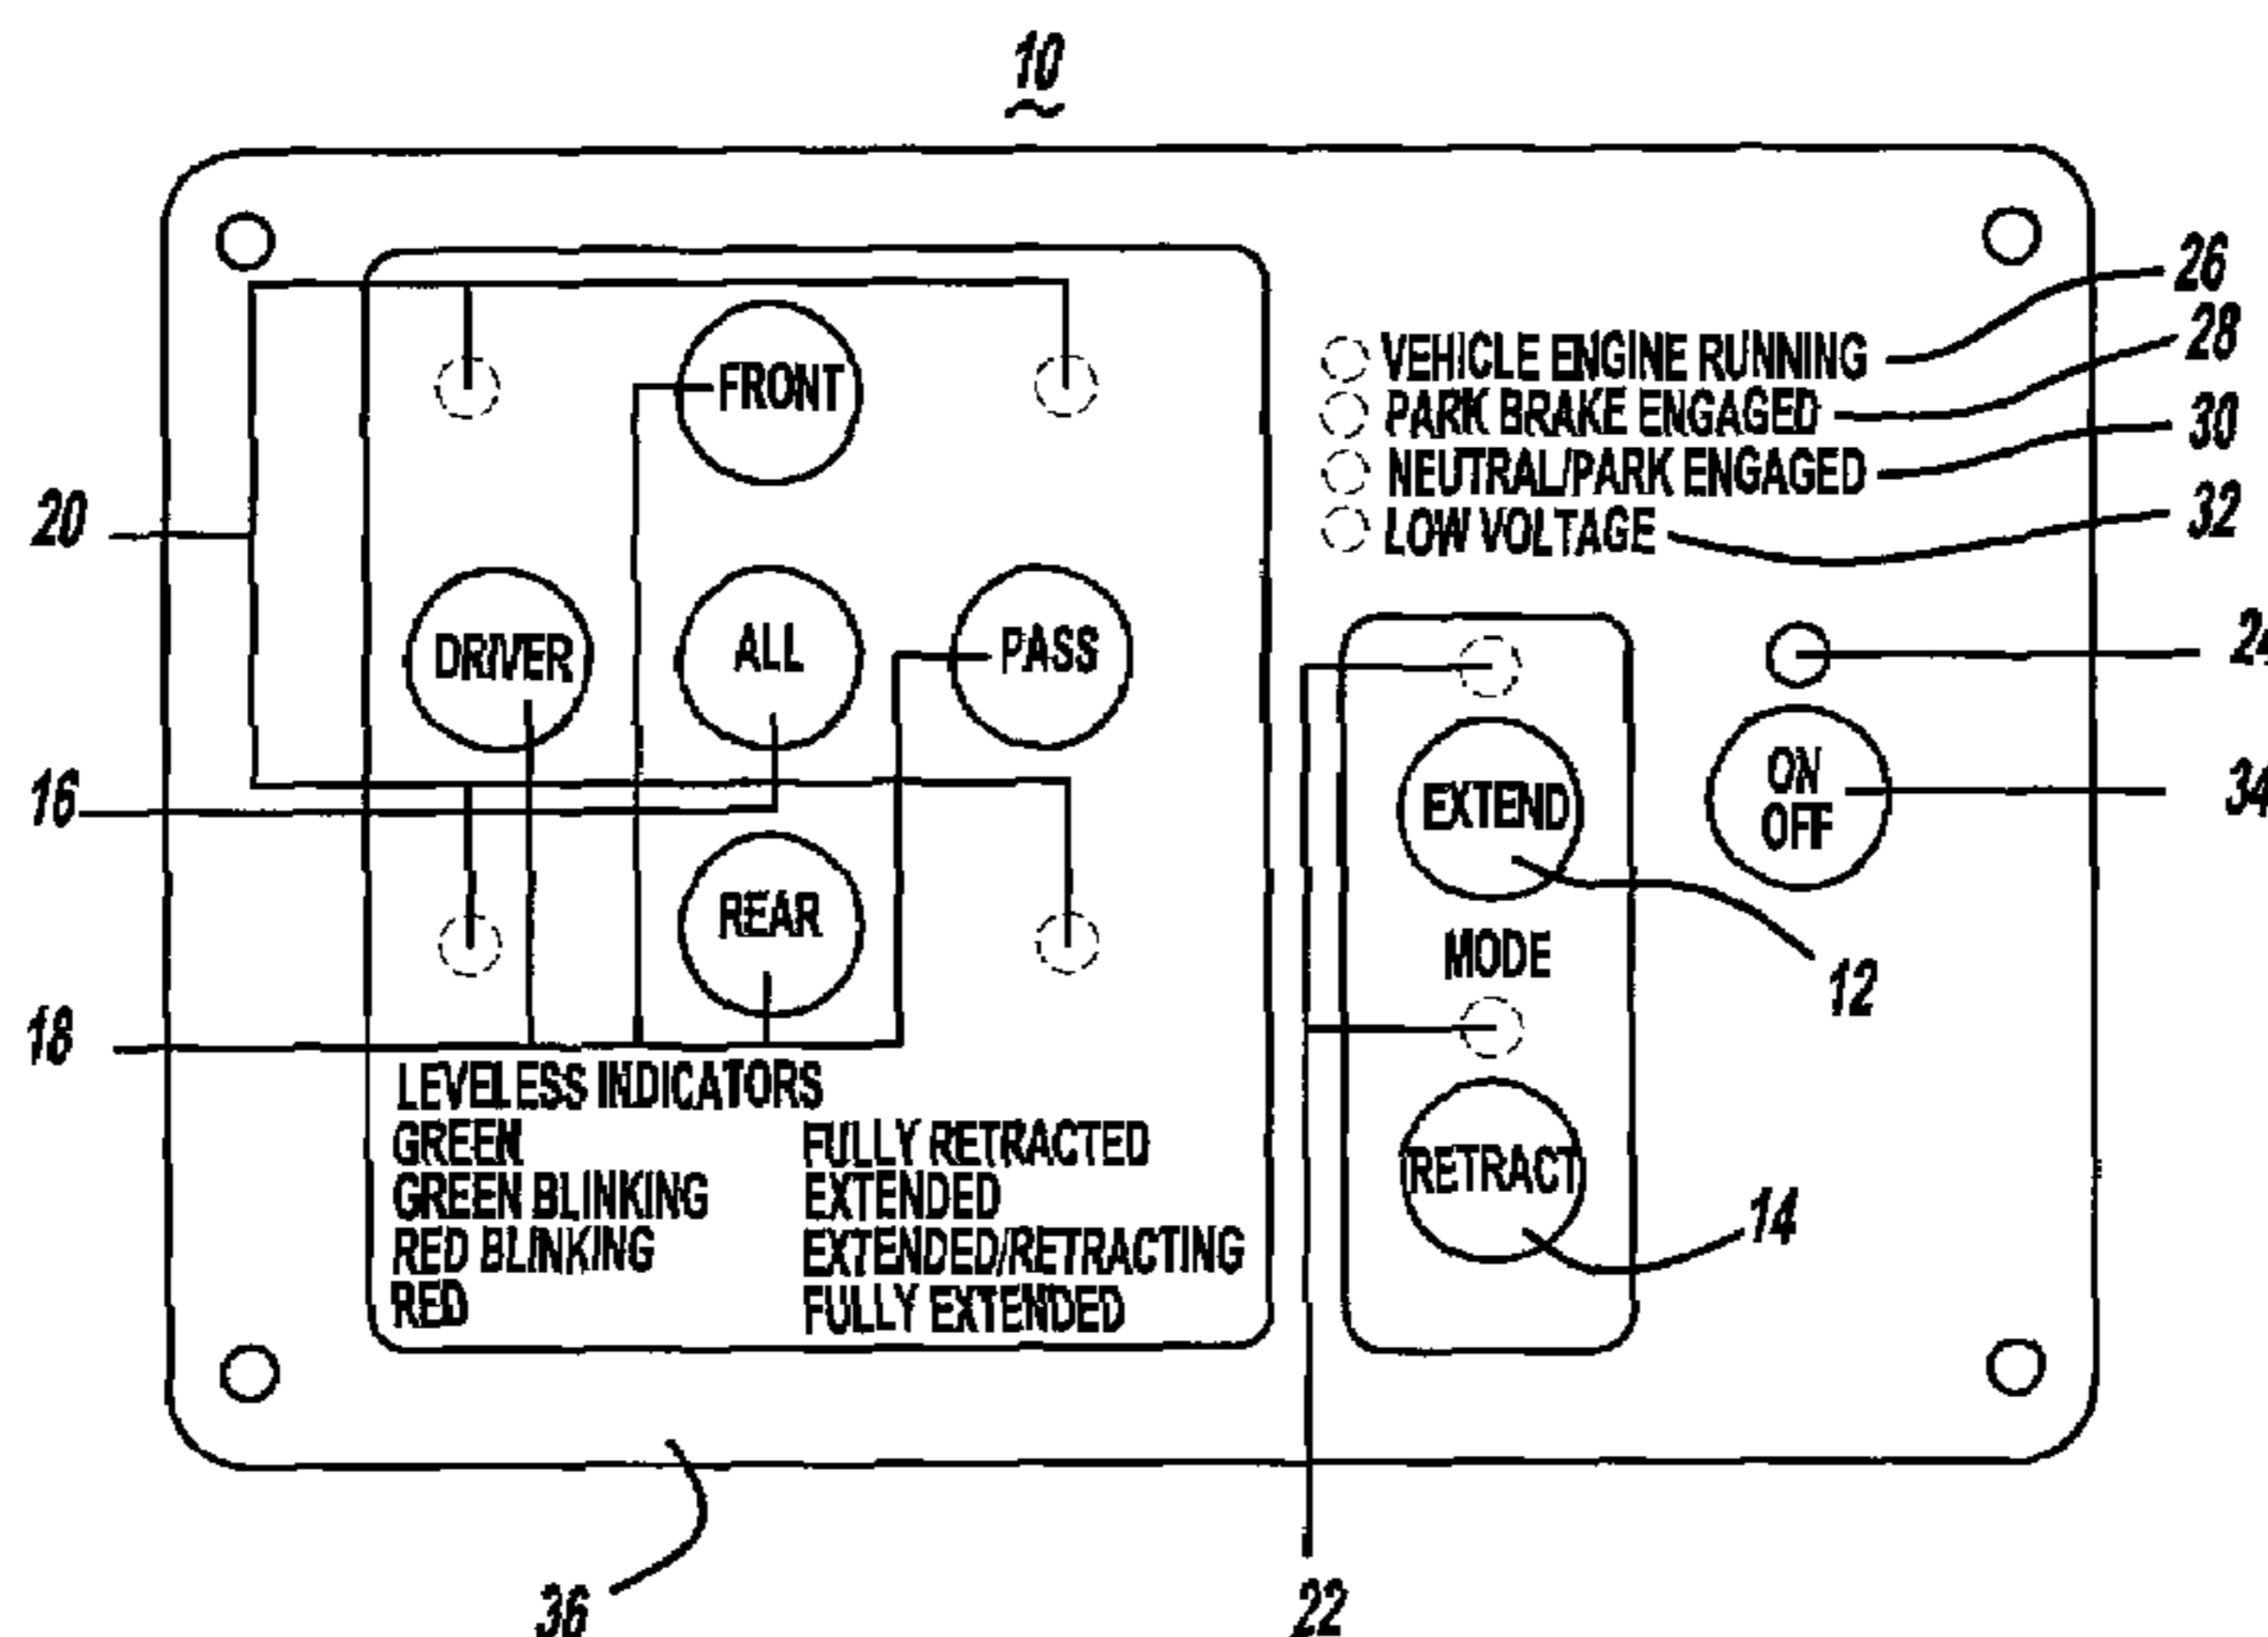 10
FRONT
DRIVER
ALL
PASS
REAR
LEVELESS INDICATORS
GREEN FULLY RETRACTED
GREEN BLINKING EXTENDED
RED BLINKING EXTENDED/RETRACTING
RED FULLY EXTENDED
VEHICLE ENGINE RUNNING
PARK BRAKE ENGAGED
NEUTRAL/PARK ENGAGED
LOW VOLTAGE
EXTEND
MODE
RETRACT
ON
OFF
20
16
18
26
28
30
32
24
34
12
14
36
22